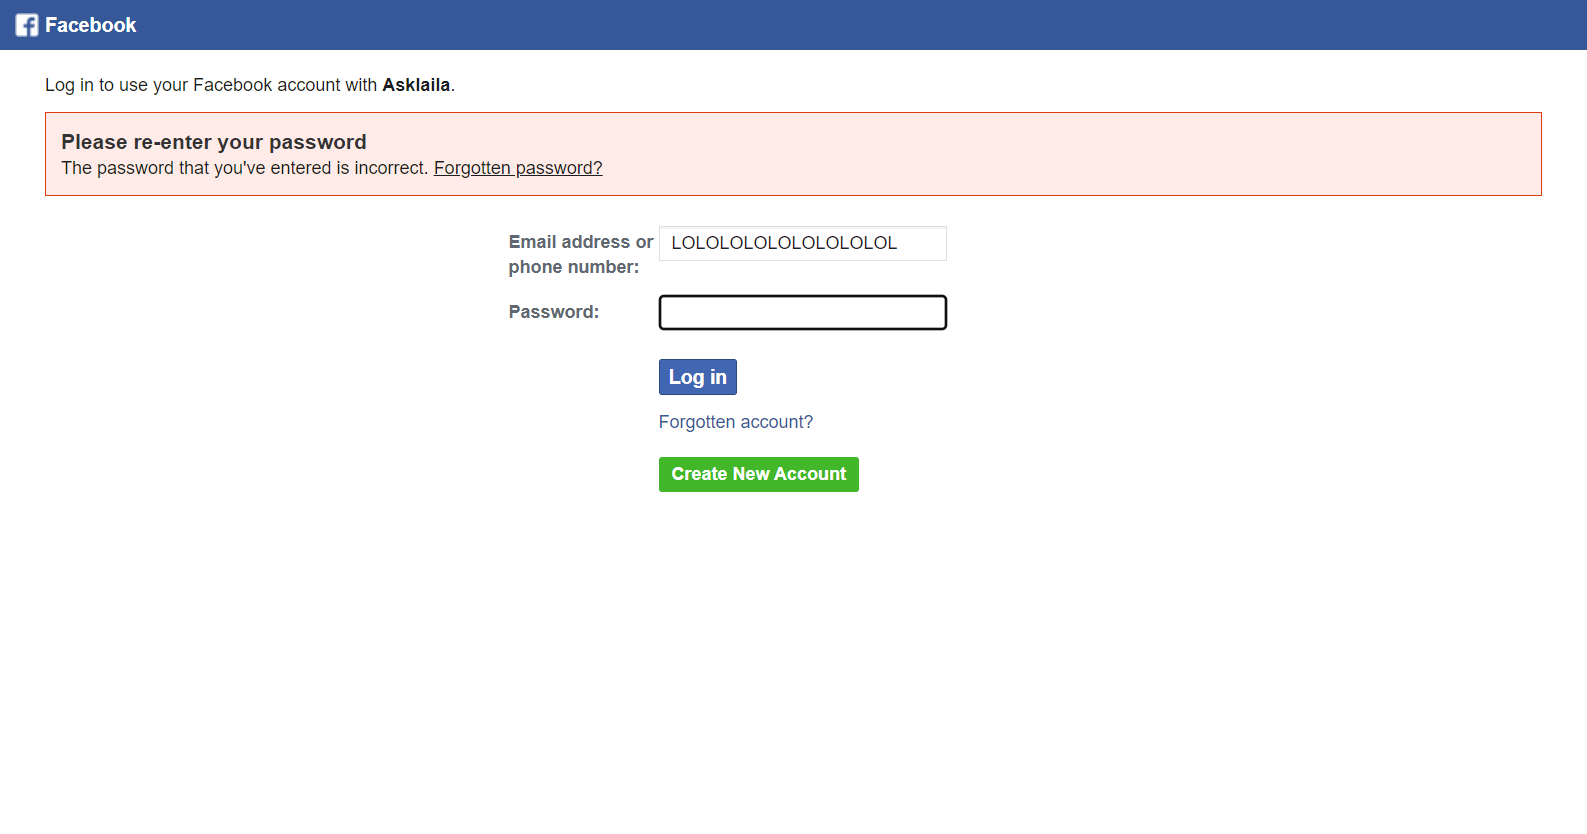 Facebook
Log in to use your Facebook account with Asklaila.
Please re-enter your password
The password that you've entered is incorrect. Forgotten password?
Email address or
phone number:
LOLOLOLOLOLOLOLOLOL
Password:
Log in
Forgotten account?
Create New Account